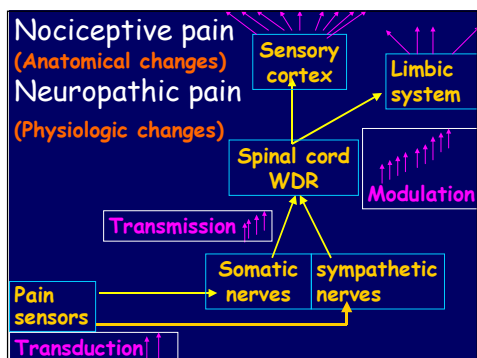 Nociceptive pain
(Anatomical changes)
Neuropathic pain
(Physiologic changes)
Sensory
cortex
Limbic
system
Spinal cord
WDR
Modulation
Transmission
Somatic
nerves
sympathetic
nerves
Pain
sensors
Transduction